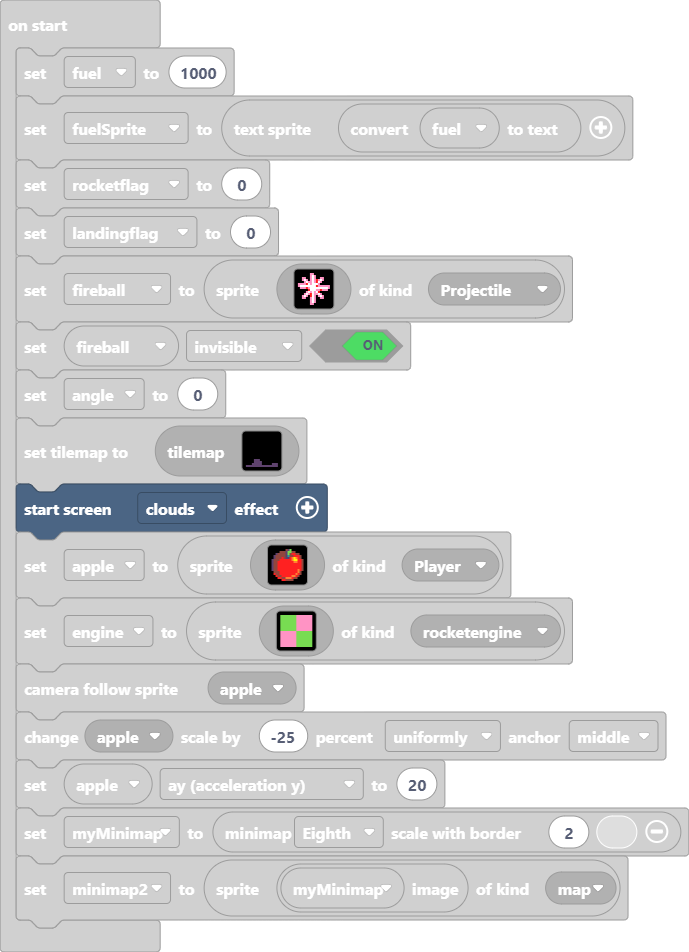 on start
set fuel to 1000
set fuelSprite to text sprite convert fuel to text
set rocketflag to 0
set landingflag to 0
set fireball to sprite of kind Projectile
set fireball invisible ON
set angle to 0
set tilemap to tilemap
start screen clouds effect
set apple to sprite of kind Player
set engine to sprite of kind rocketengine
camera follow sprite apple
change apple scale by -25 percent uniformly anchor middle
set apple ay (acceleration y) to 20
set myMinimap to minimap Eighth scale with border 2
set minimap2 to sprite myMinimap image of kind map